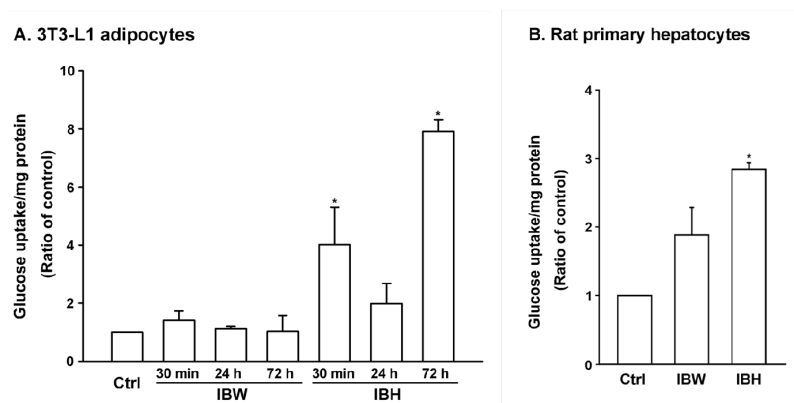 A. 3T3-L1 adipocytes
Glucose uptake/mg protein
(Ratio of control)
10
8
6
4
2
0
*
*
Ctrl
30 min 24 h 72 h 30 min 24 h 72 h
IBW IBH
B. Rat primary hepatocytes
Glucose uptake/mg protein
(Ratio of control)
4
3
2
1
0
*
Ctrl IBW IBH